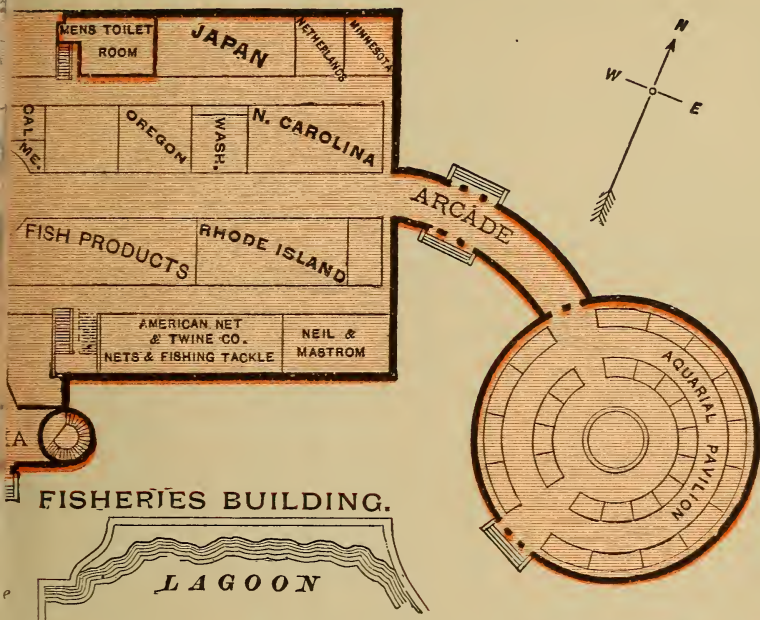 MENS TOILET
ROOM
JAPAN
NETHERLANDS
MINNESOTA
N
W
E
CAL.
ME.
OREGON
WASH.
N. CAROLINA
ARCADE
FISH PRODUCTS
RHODE ISLAND
AMERICAN NET
& TWINE CO.
NETS & FISHING TACKLE
NEIL &
MASTROM
AQUARIAL PAVILION
FISHERIES BUILDING.
LAGOON